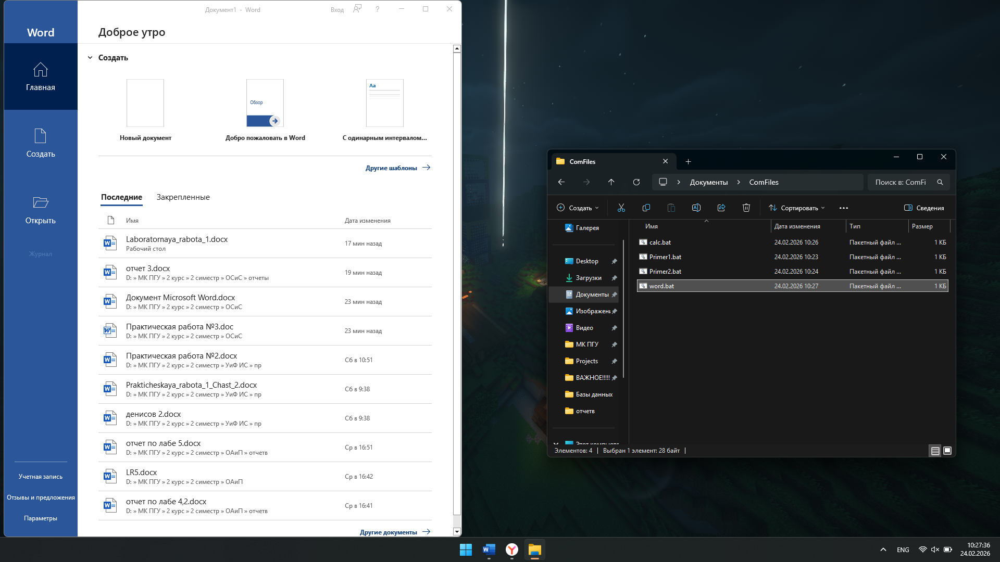 Документ1 - Word
Вход
?
Word
Главная
Создать
Открыть
Журнал
Учетная запись
Отзывы и предложения
Параметры
Доброе утро
Создать
Обзор
Aa
Новый документ
Добро пожаловать в Word
С одинарным интервалом...
Другие шаблоны
Последние
Закрепленные
Имя
Дата изменения
Laboratornaya_rabota_1.docx
Рабочий стол
17 мин назад
отчет 3.docx
D: » МК ПГУ » 2 курс » 2 симестр » ОСиС » отчеты
19 мин назад
Документ Microsoft Word.docx
D: » МК ПГУ » 2 курс » 2 симестр » ОСиС
23 мин назад
Практическая работа №3.doc
D: » МК ПГУ » 2 курс » 2 симестр » ОСиС
23 мин назад
Практическая работа №2.docx
D: » МК ПГУ » 2 курс » 2 симестр » УиФ ИС » пр
Сб в 10:51
Prakticheskaya_rabota_1_Chast_2.docx
D: » МК ПГУ » 2 курс » 2 симестр » УиФ ИС » пр
Сб в 9:38
денисов 2.docx
D: » МК ПГУ » 2 курс » 2 симестр » УиФ ИС » пр
Сб в 9:38
отчет по лабе 5.docx
D: » МК ПГУ » 2 курс » 2 симестр » ОАиП » отчетв
Ср в 16:51
LR5.docx
D: » МК ПГУ » 2 курс » 2 симестр » ОАиП
Ср в 16:42
отчет по лабе 4,2.docx
D: » МК ПГУ » 2 курс » 2 симестр » ОАиП » отчетв
Ср в 16:41
Другие документы
ComFiles
Документы > ComFiles
Поиск в: ComFi
Создать
Сортировать
Сведения
Галерея
Desktop
Загрузки
Документы
Изображени
Видео
МК ПГУ
Projects
ВАЖНОЕ!!!!!
Базы данных
отчетв
Этот компьюте
Имя
Дата изменения
Тип
Размер
calc.bat 24.02.2026 10:26 Пакетный файл ... 1 КБ
Primer1.bat 24.02.2026 10:23 Пакетный файл ... 1 КБ
Primer2.bat 24.02.2026 10:24 Пакетный файл ... 1 КБ
word.bat 24.02.2026 10:27 Пакетный файл ... 1 КБ
Элементов: 4
Выбран 1 элемент: 28 байт
ENG
10:27:36
24.02.2026